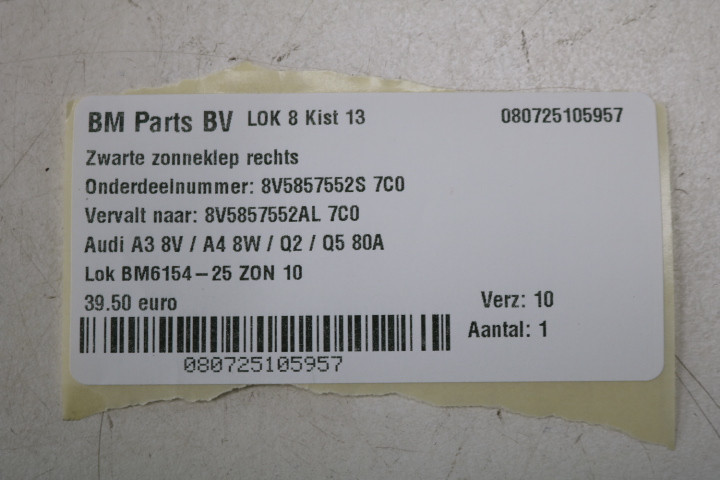 BM Parts BV LOK 8 Kist 13 080725105957
Zwarte zonneklep rechts
Onderdeelnummer: 8V5857552S 7C0
Vervalt naar: 8V5857552AL 7C0
Audi A3 8V / A4 8W / Q2 / Q5 80A
Lok BM6154-25 ZON 10
39.50 euro Verz: 10
Aantal: 1
080725105957